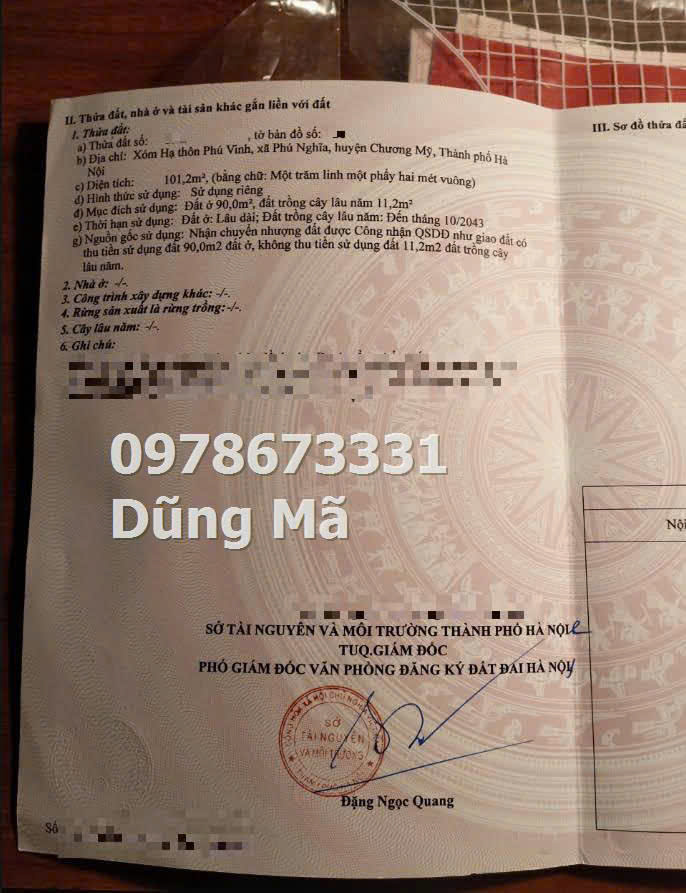 II. Thửa đất, nhà ở và tài sản khác gắn liền với đất
III. Sơ đồ thửa đấ
1. Thửa đất:
a) Thửa đất số: , tờ bản đồ số:
b) Địa chỉ: Xóm Hạ thôn Phú Vinh, xã Phú Nghĩa, huyện Chương Mỹ, Thành phố Hà
Nội
c) Diện tích: 101,2m², (bằng chữ: Một trăm linh một phẩy hai mét vuông)
d) Hình thức sử dụng: Sử dụng riêng
đ) Mục đích sử dụng: Đất ở 90,0m², đất trồng cây lâu năm 11,2m²
e) Thời hạn sử dụng: Đất ở: Lâu dài; Đất trồng cây lâu năm: Đến tháng 10/2043
g) Nguồn gốc sử dụng: Nhận chuyển nhượng đất được Công nhận QSDĐ như giao đất có
thu tiền sử dụng đất 90,0m2 đất ở, không thu tiền sử dụng đất 11,2m2 đất trồng cây
lâu năm.
2. Nhà ở: -/-.
3. Công trình xây dựng khác: -/-.
4. Rừng sản xuất là rừng trồng:-/-.
5. Cây lâu năm: -/-.
6. Ghi chú:
0978673331
Dũng Mã
Nội
SỞ TÀI NGUYÊN VÀ MÔI TRƯỜNG THÀNH PHỐ HÀ NỘI
TUQ.GIÁM ĐỐC
PHÓ GIÁM ĐỐC VĂN PHÒNG ĐĂNG KÝ ĐẤT ĐAI HÀ NỘI
SỞ
TÀI NGUYÊN
VÀ MÔI TRƯỜNG
Đặng Ngọc Quang
Số